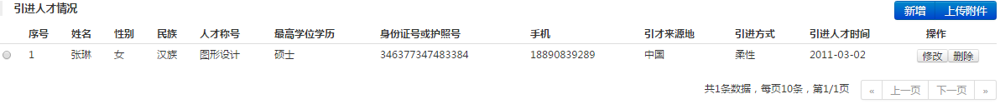 引进人才情况 新增 上传附件
序号 姓名 性别 民族 人才称号 最高学位学历 身份证号或护照号 手机 引才来源地 引进方式 引进人才时间 操作
1 张琳 女 汉族 图形设计 硕士 346377347483384 18890839289 中国 柔性 2011-03-02 修改 删除
共1条数据，每页10条，第1/1页 « 上一页 下一页 »